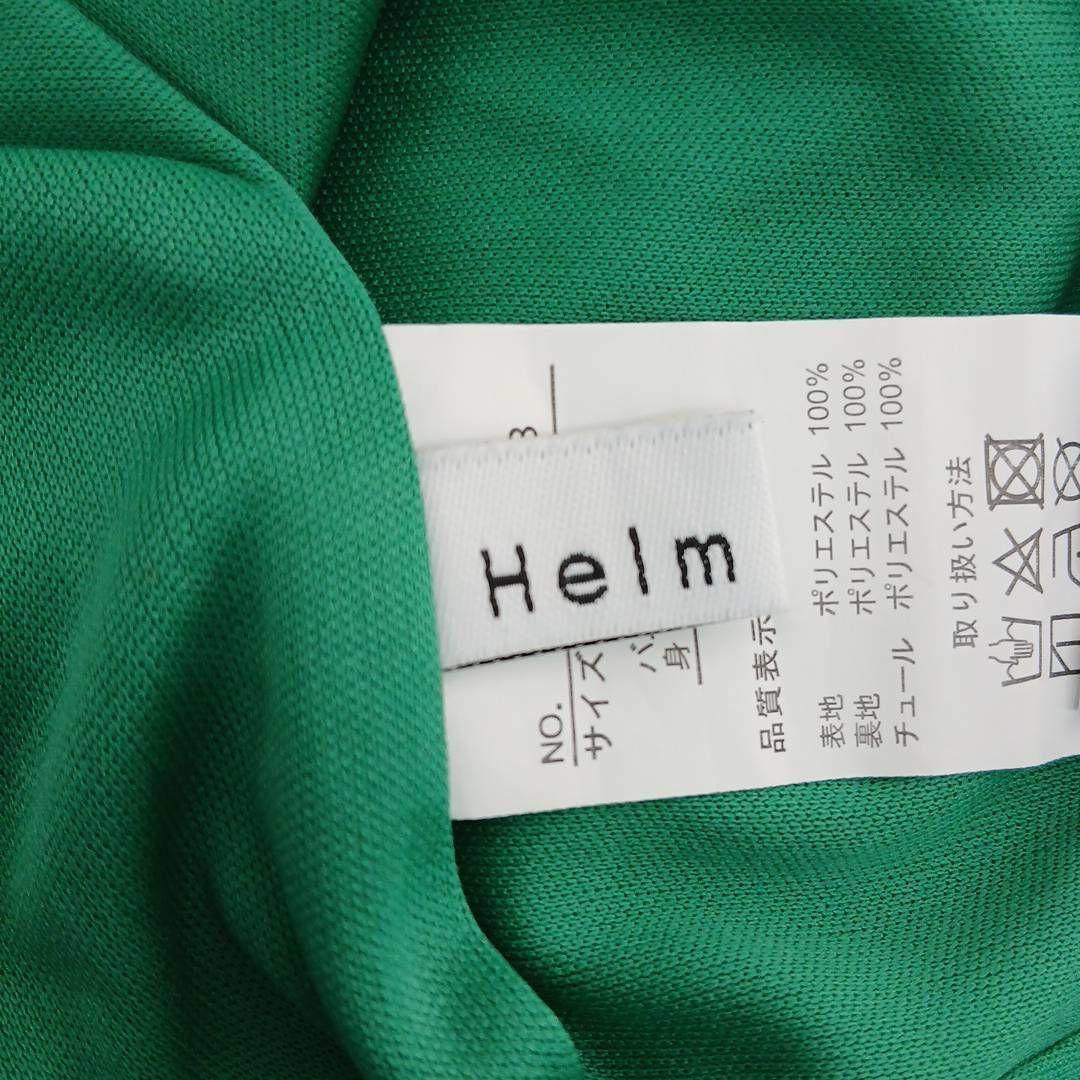 Helm
NO.
サイズ
バ
身
品質表示
表地 ポリエステル 100%
裏地 ポリエステル 100%
チュール ポリエステル 100%
取り扱い方法